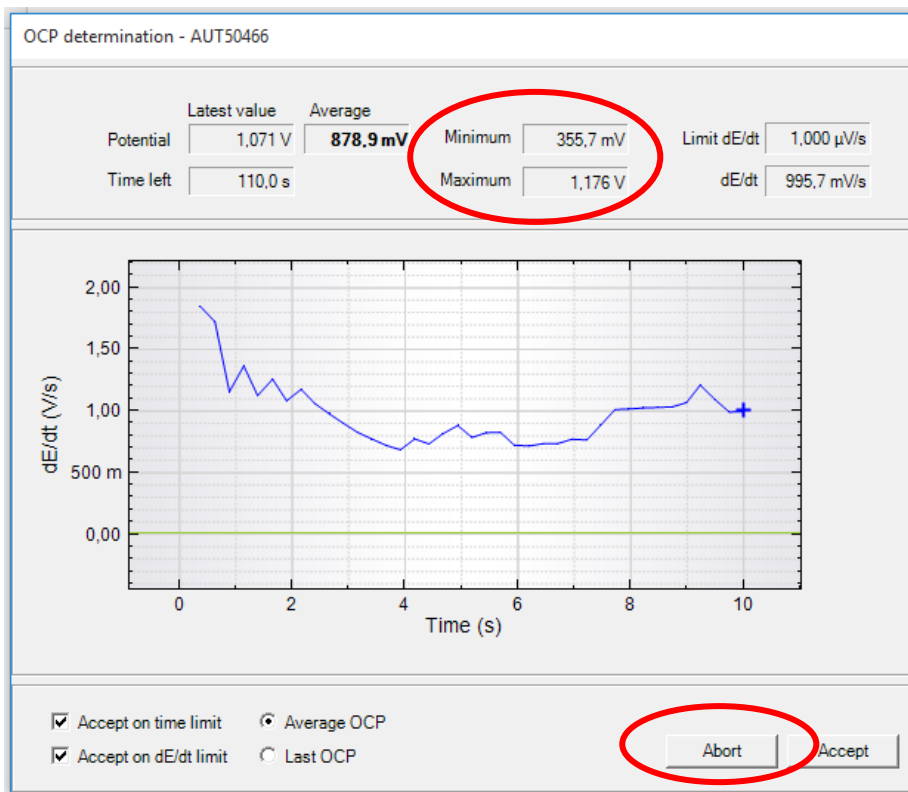 OCP determination - AUT50466
Latest value Average
Potential 1,071 V 878,9 mV Minimum 355,7 mV Limit dE/dt 1,000 µV/s
Time left 110,0 s Maximum 1,176 V dE/dt 995,7 mV/s
2,00
1,50
1,00
500 m
0,00
dE/dt (V/s)
0 2 4 6 8 10
Time (s)
Accept on time limit Average OCP
Accept on dE/dt limit Last OCP
Abort Accept